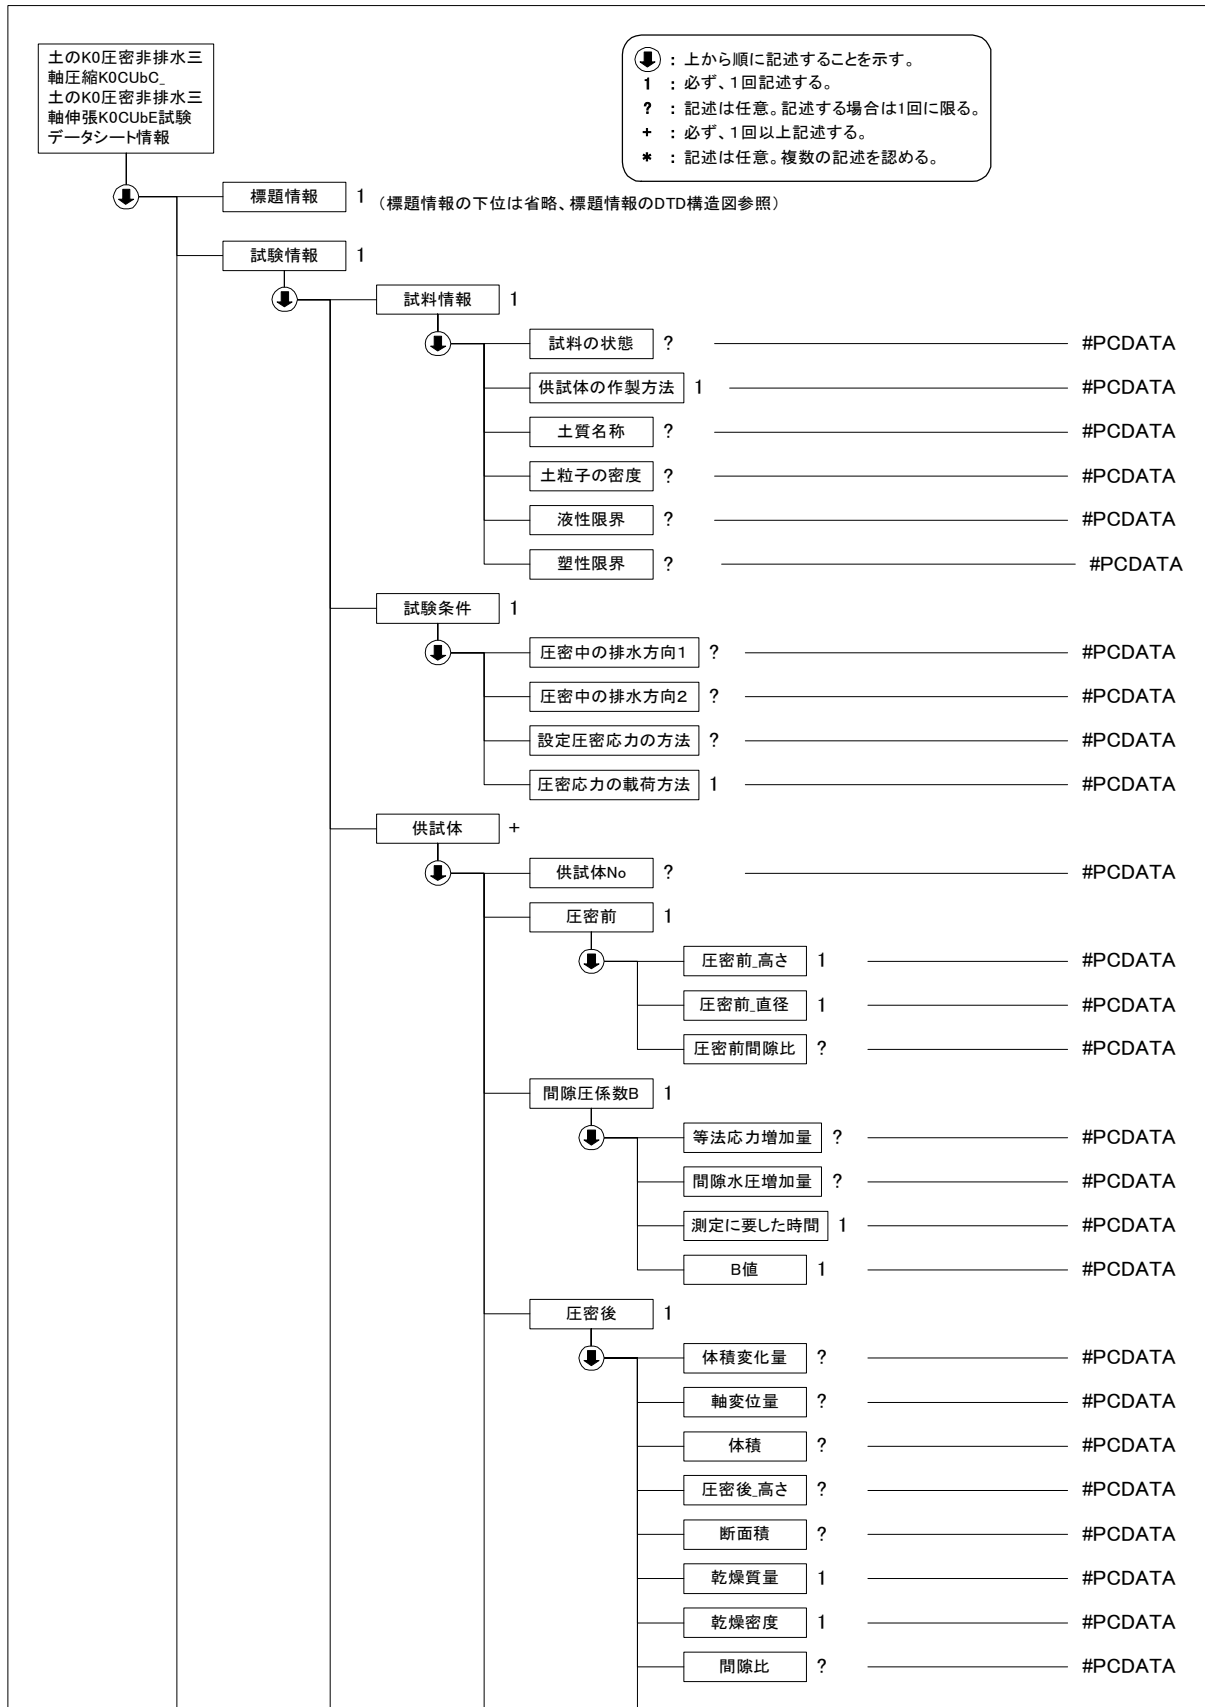 土のK0圧密非排水三
軸圧縮K0CUbC_
土のK0圧密非排水三
軸伸張K0CUbE試験
データシート情報
：上から順に記述することを示す。
1：必ず、1回記述する。
?：記述は任意。記述する場合は1回に限る。
+：必ず、1回以上記述する。
*：記述は任意。複数の記述を認める。
標題情報 1 （標題情報の下位は省略、標題情報のDTD構造図参照）
試験情報 1
試料情報 1
試料の状態 ? #PCDATA
供試体の作製方法 1 #PCDATA
土質名称 ? #PCDATA
土粒子の密度 ? #PCDATA
液性限界 ? #PCDATA
塑性限界 ? #PCDATA
試験条件 1
圧密中の排水方向1 ? #PCDATA
圧密中の排水方向2 ? #PCDATA
設定圧密応力の方法 ? #PCDATA
圧密応力の載荷方法 1 #PCDATA
供試体 +
供試体No ? #PCDATA
圧密前 1
圧密前_高さ 1 #PCDATA
圧密前_直径 1 #PCDATA
圧密前間隙比 ? #PCDATA
間隙圧係数B 1
等法応力増加量 ? #PCDATA
間隙水圧増加量 ? #PCDATA
測定に要した時間 1 #PCDATA
B値 1 #PCDATA
圧密後 1
体積変化量 ? #PCDATA
軸変位量 ? #PCDATA
体積 ? #PCDATA
圧密後_高さ ? #PCDATA
断面積 ? #PCDATA
乾燥質量 1 #PCDATA
乾燥密度 1 #PCDATA
間隙比 ? #PCDATA